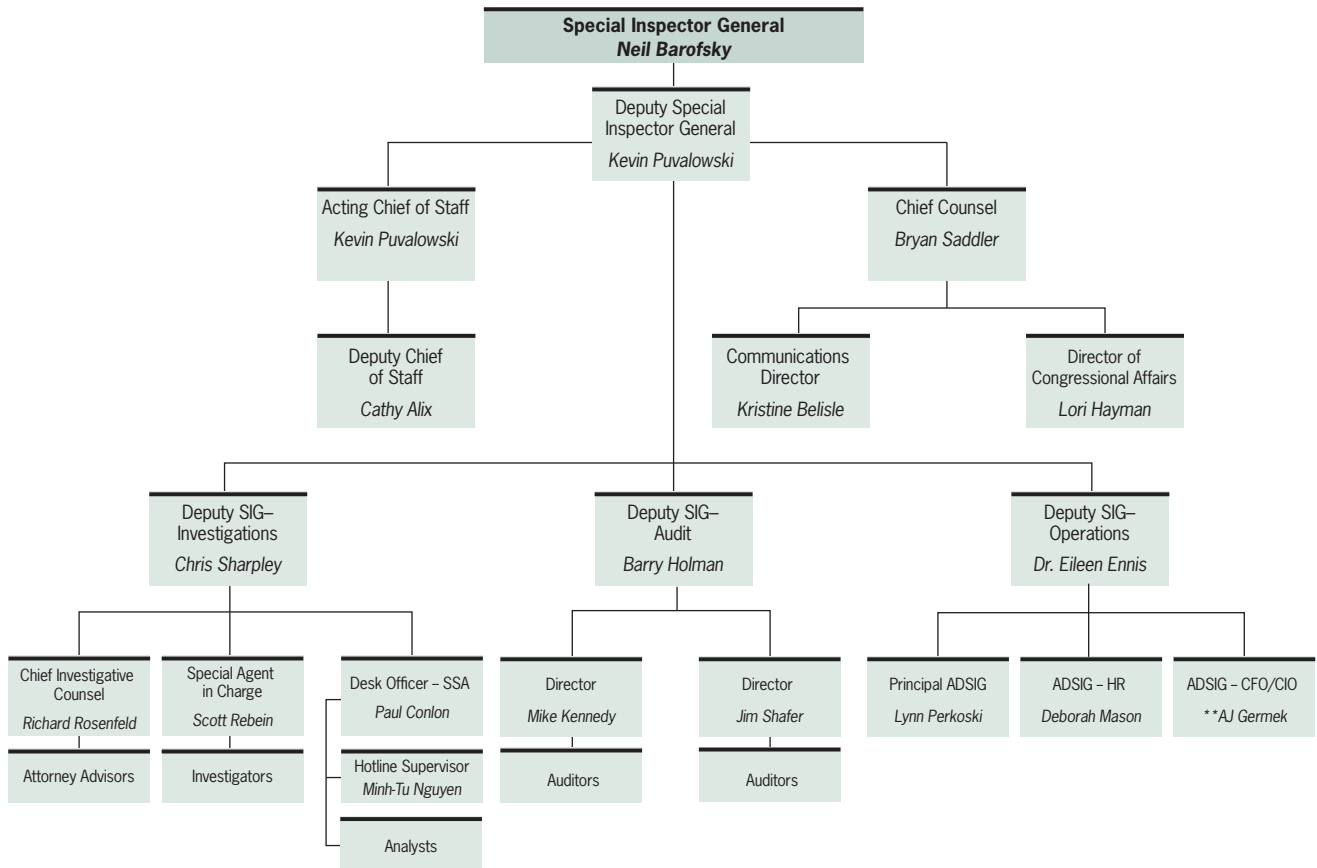 Special Inspector General
Neil Barofsky
Deputy Special
Inspector General
Kevin Puvalowski
Acting Chief of Staff
Kevin Puvalowski
Chief Counsel
Bryan Saddler
Deputy Chief
of Staff
Cathy Alix
Communications
Director
Kristine Belisle
Director of
Congressional Affairs
Lori Hayman
Deputy SIG–
Investigations
Chris Sharpley
Deputy SIG–
Audit
Barry Holman
Deputy SIG–
Operations
Dr. Eileen Ennis
Chief Investigative
Counsel
Richard Rosenfeld
Special Agent
in Charge
Scott Rebein
Desk Officer – SSA
Paul Conlon
Director
Mike Kennedy
Director
Jim Shafer
Principal ADSIG
Lynn Perkoski
ADSIG – HR
Deborah Mason
ADSIG – CFO/CIO
**AJ Germek
Attorney Advisors
Investigators
Hotline Supervisor
Minh-Tu Nguyen
Auditors
Auditors
Analysts